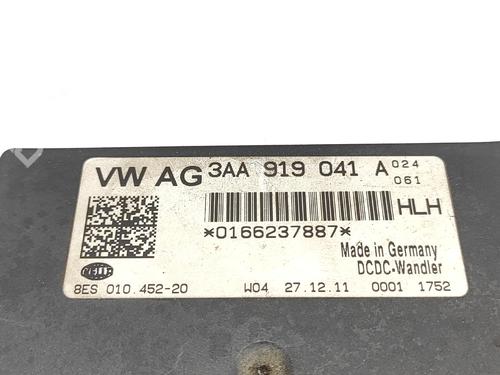 VW AG 3AA 919 041 A 024
061
HLH
*0166237887*
Made in Germany
DCDC-Wandler
HELLA
8ES 010.452-20 W04 27.12.11 0001 1752